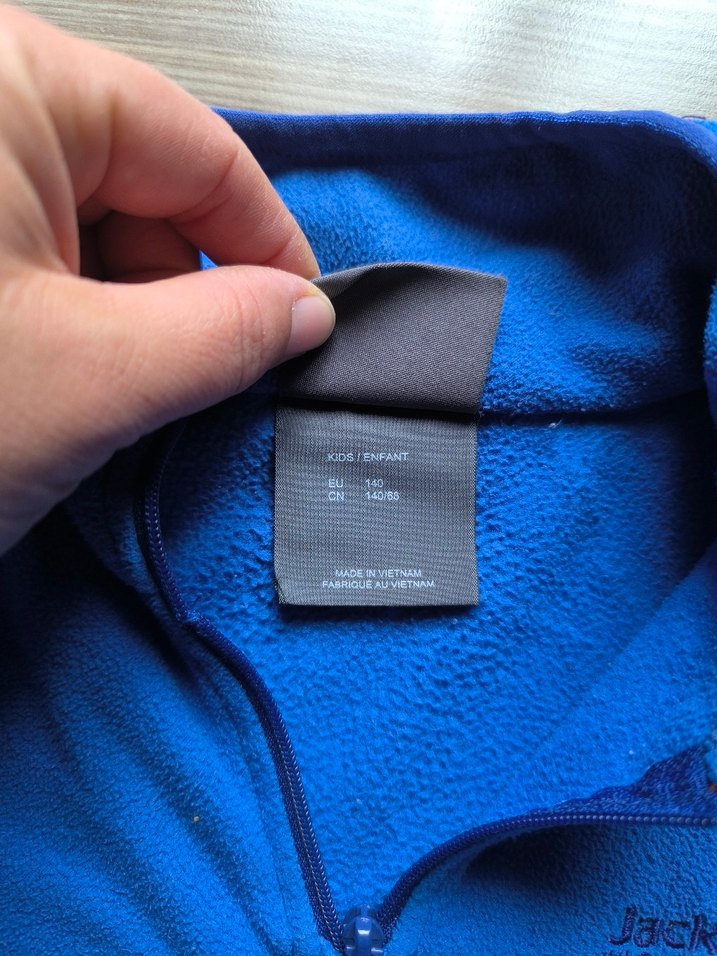 KIDS / ENFANT
EU 140
CN 140/68
MADE IN VIETNAM
FABRIQUÉ AU VIETNAM
Jack